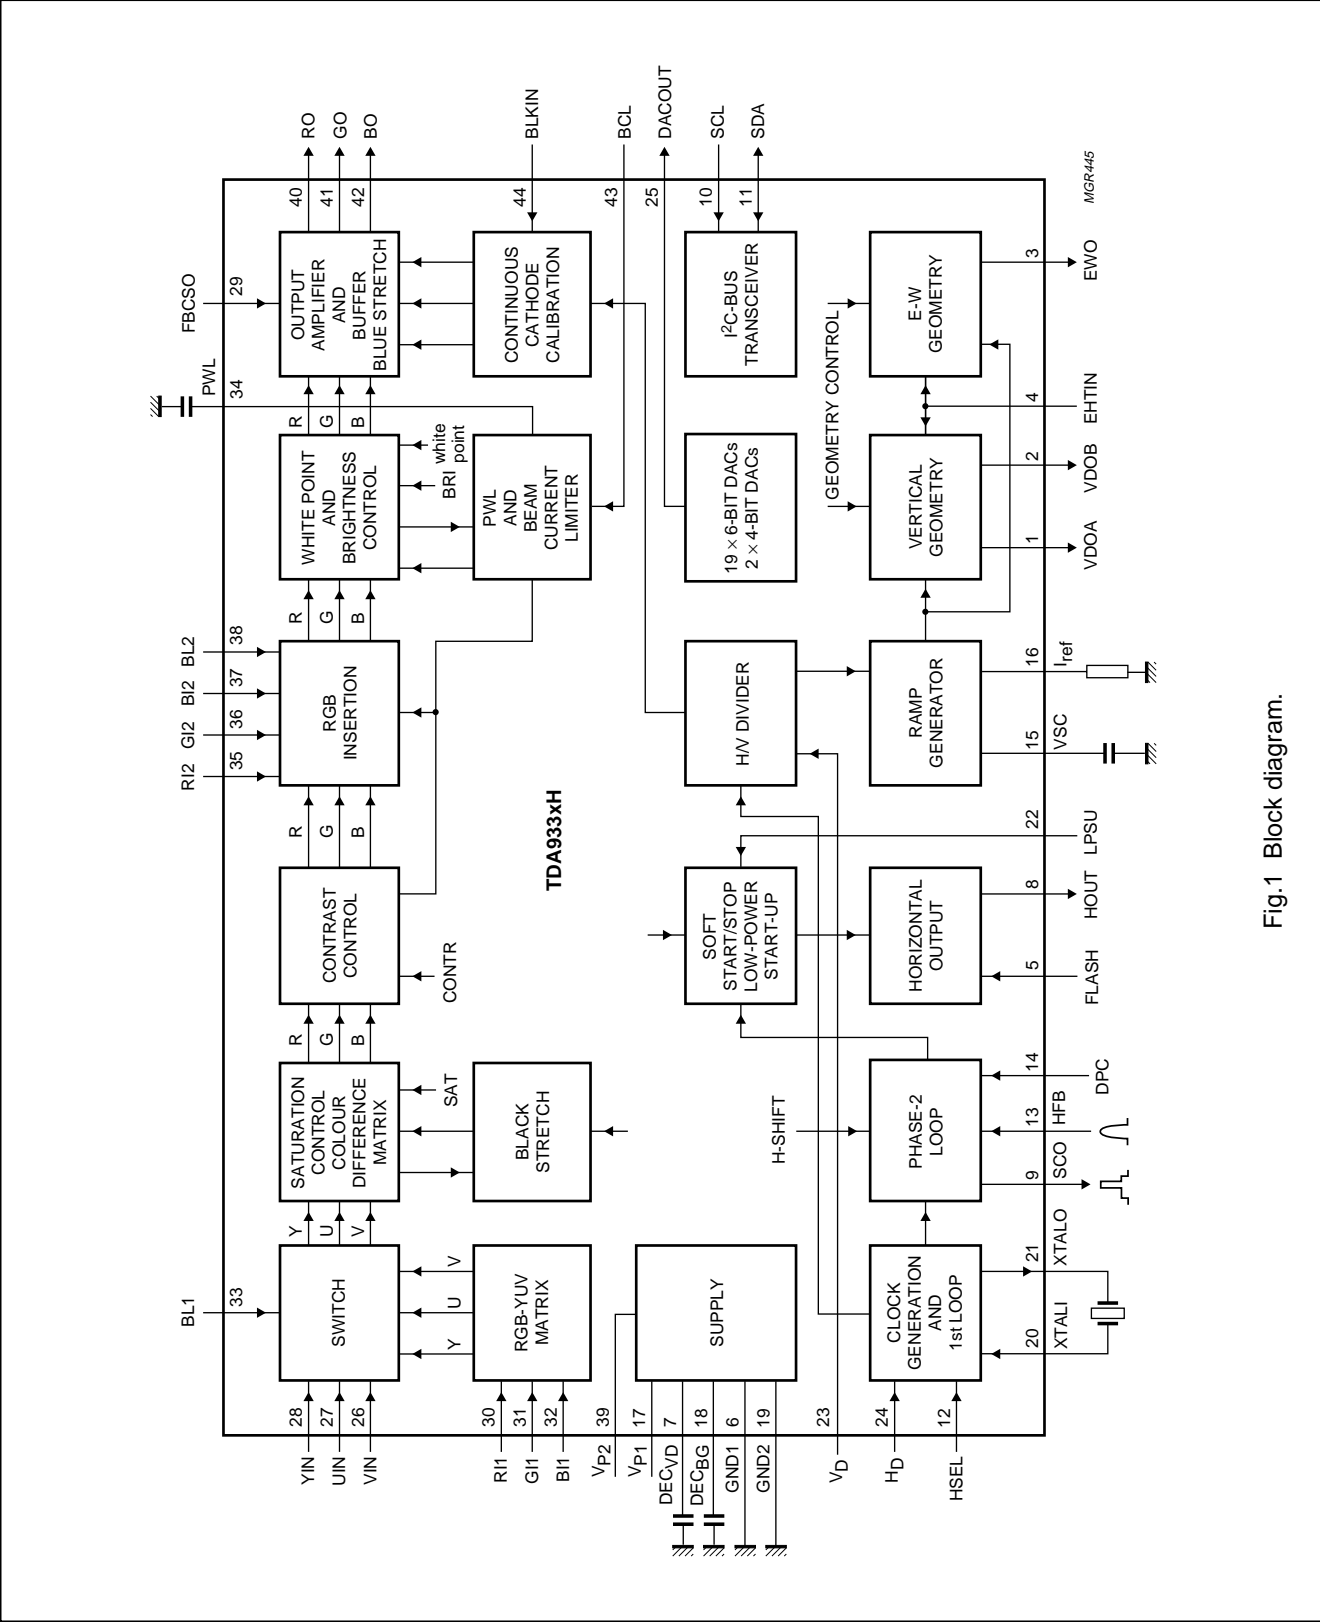 BL1
33
RI2
GI2
BI2
BL2
35
36
37
38
PWL
34
FBCSO
29
YIN
UIN
VIN
28
27
26
SWITCH
Y
U
V
SATURATION
CONTROL
COLOUR
DIFFERENCE
MATRIX
R
G
B
CONTRAST
CONTROL
R
G
B
RGB
INSERTION
R
G
B
WHITE POINT
AND
BRIGHTNESS
CONTROL
R
G
B
OUTPUT
AMPLIFIER
AND
BUFFER
BLUE STRETCH
40
41
42
RO
GO
BO
Y
U
V
SAT
CONTR
BRI
white
point
RI1
GI1
BI1
30
31
32
RGB-YUV
MATRIX
BLACK
STRETCH
TDA933xH
PWL
AND
BEAM
CURRENT
LIMITER
CONTINUOUS
CATHODE
CALIBRATION
44
BLKIN
43
BCL
VP2
VP1
DECVD
DECBG
GND1
GND2
39
17
7
18
6
19
SUPPLY
SOFT
START/STOP
LOW-POWER
START-UP
H/V DIVIDER
19 × 6-BIT DACs
2 × 4-BIT DACs
I2C-BUS
TRANSCEIVER
25
10
11
DACOUT
SCL
SDA
H-SHIFT
GEOMETRY CONTROL
VD
23
HD
HSEL
24
12
CLOCK
GENERATION
AND
1st LOOP
PHASE-2
LOOP
HORIZONTAL
OUTPUT
RAMP
GENERATOR
VERTICAL
GEOMETRY
E-W
GEOMETRY
20
21
9
13
14
5
8
22
15
16
1
2
4
3
XTALI
XTALO
SCO
HFB
DPC
FLASH
HOUT
LPSU
VSC
Iref
VDOA
VDOB
EHTIN
EWO
MGR445
Fig.1 Block diagram.